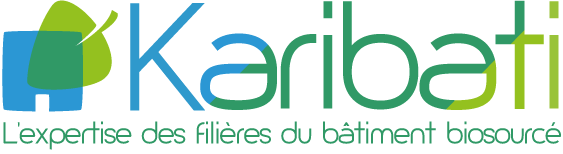 Karibati
L'expertise des filières du bâtiment biosourcé